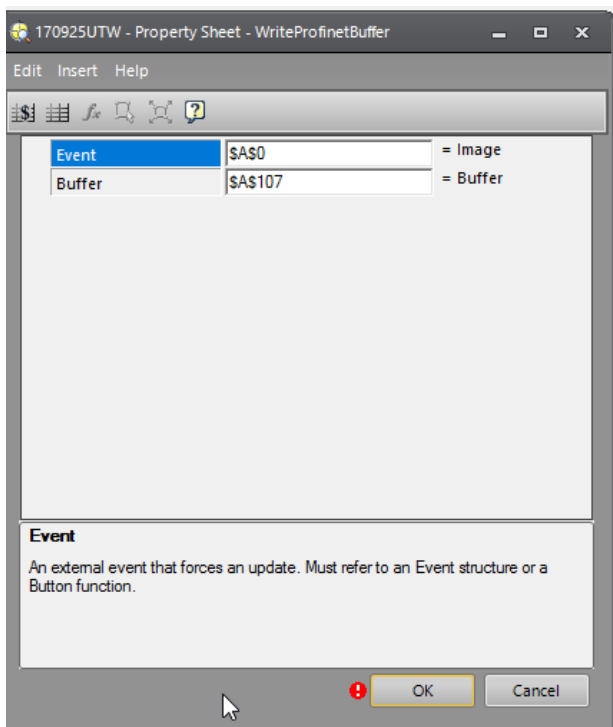 170925UTW - Property Sheet - WriteProfinetBuffer
Edit Insert Help
Event $A$0 = Image
Buffer $A$107 = Buffer
Event
An external event that forces an update. Must refer to an Event structure or a
Button function.
OK Cancel